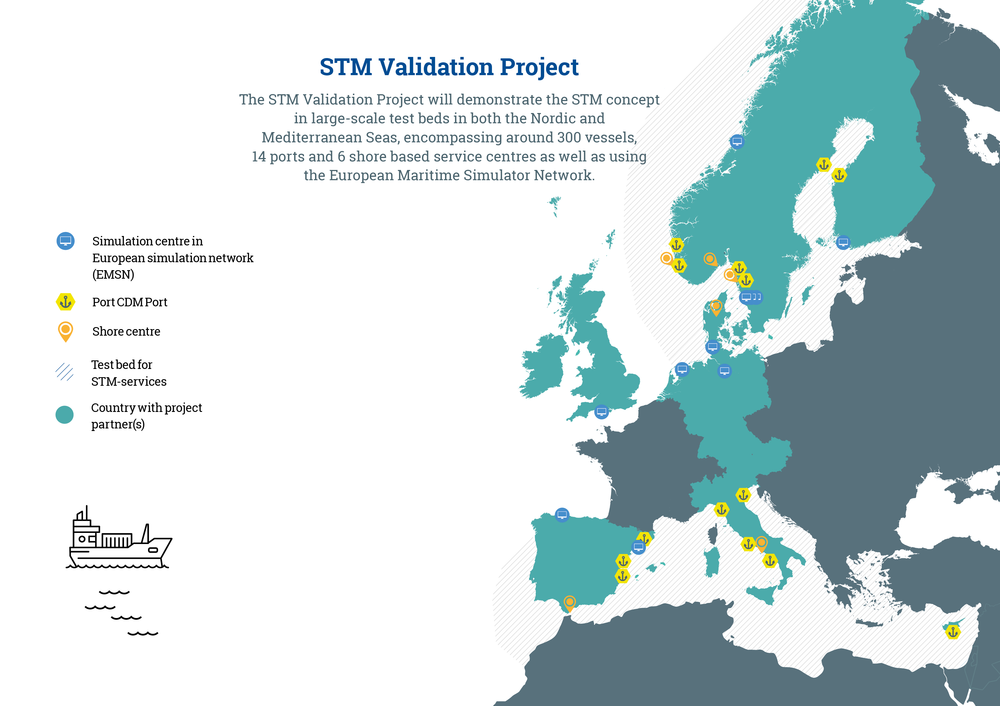 STM Validation Project
The STM Validation Project will demonstrate the STM concept
in large-scale test beds in both the Nordic and
Mediterranean Seas, encompassing around 300 vessels,
14 ports and 6 shore based service centres as well as using
the European Maritime Simulator Network.
Simulation centre in
European simulation network
(EMSN)
Port CDM Port
Shore centre
Test bed for
STM-services
Country with project
partner(s)